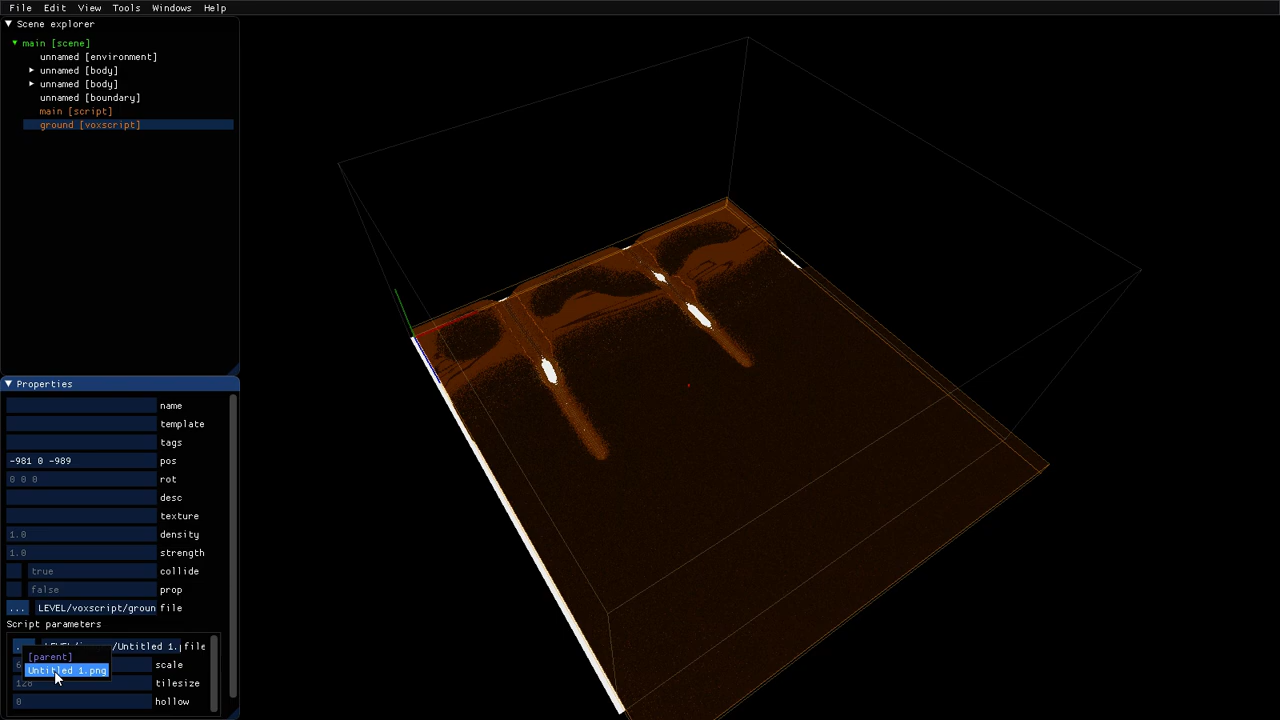 File Edit View Tools Windows Help
Scene explorer
main [scene]
unnamed [environment]
unnamed [body]
unnamed [body]
unnamed [boundary]
main [script]
ground [voxscript]
Properties
name
template
tags
-981 0 -989 pos
0 0 0 rot
desc
texture
1.0 density
1.0 strength
true collide
false prop
... LEVEL/voxscript/groun file
Script parameters
/Untitled 1.p file
[parent]
scale
Untitled 1.png
128 tilesize
0 hollow